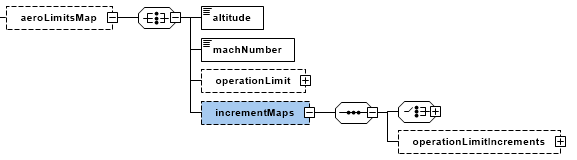 aeroLimitsMap
altitude
machNumber
operationLimit
incrementMaps
operationLimitIncrements